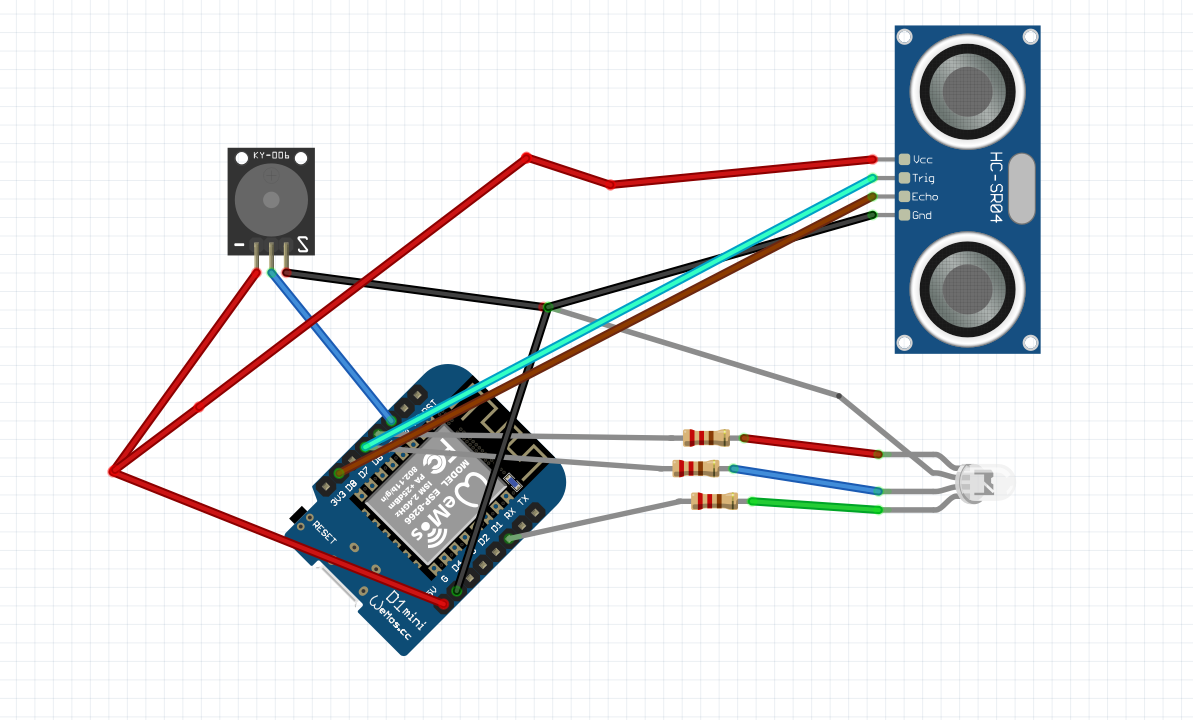 KY-006
- S
Vcc
Trig
Echo
Gnd
HC-SR04
RST
3V3 D8 D7
TX
RX
D1
D2
D4
G
5V
RESET
MODEL ESP-8266
ISM 2.4GHz
PA +25dBm
802.11b/g/n
WeMos
D1 mini
WeMos.cc